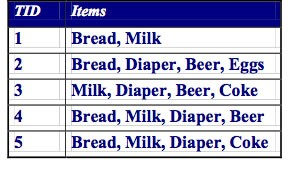 TID Items
1 Bread, Milk
2 Bread, Diaper, Beer, Eggs
3 Milk, Diaper, Beer, Coke
4 Bread, Milk, Diaper, Beer
5 Bread, Milk, Diaper, Coke